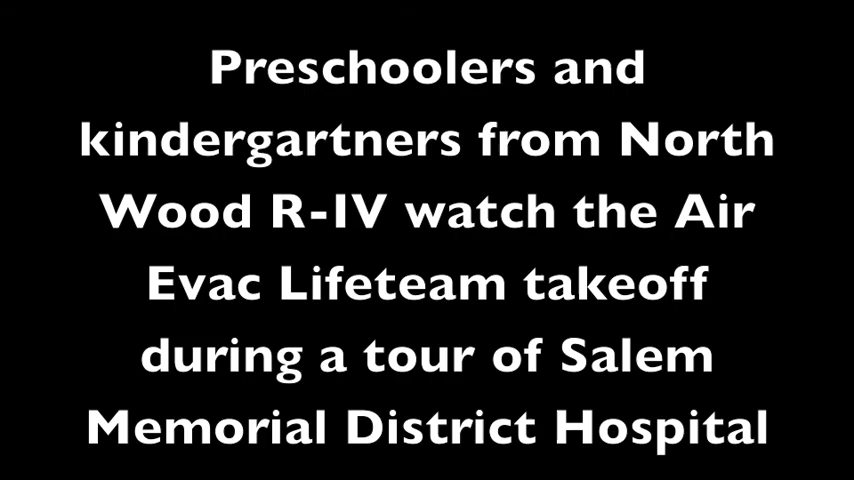 Preschoolers and
kindergartners from North
Wood R-IV watch the Air
Evac Lifeteam takeoff
during a tour of Salem
Memorial District Hospital